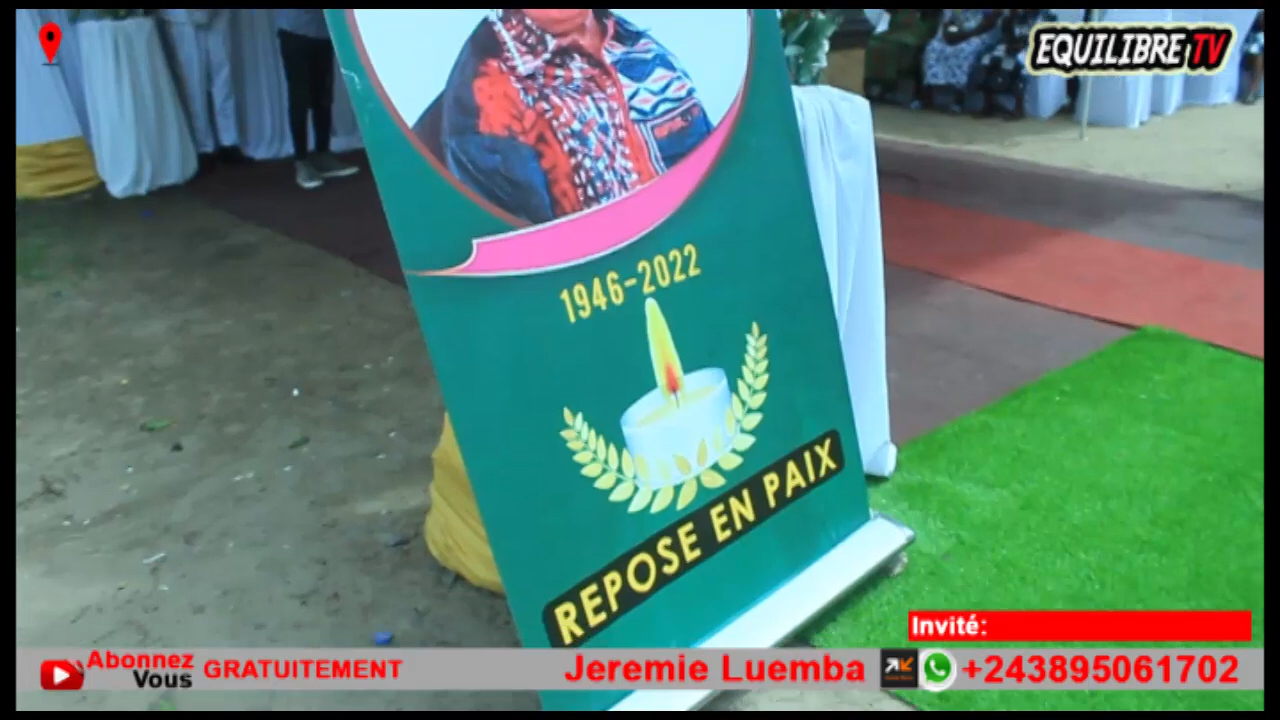 EQUILIBRE TV
1946-2022
REPOSE EN PAIX
Invité:
Abonnez
Vous
GRATUITEMENT
Jeremie Luemba
+243895061702